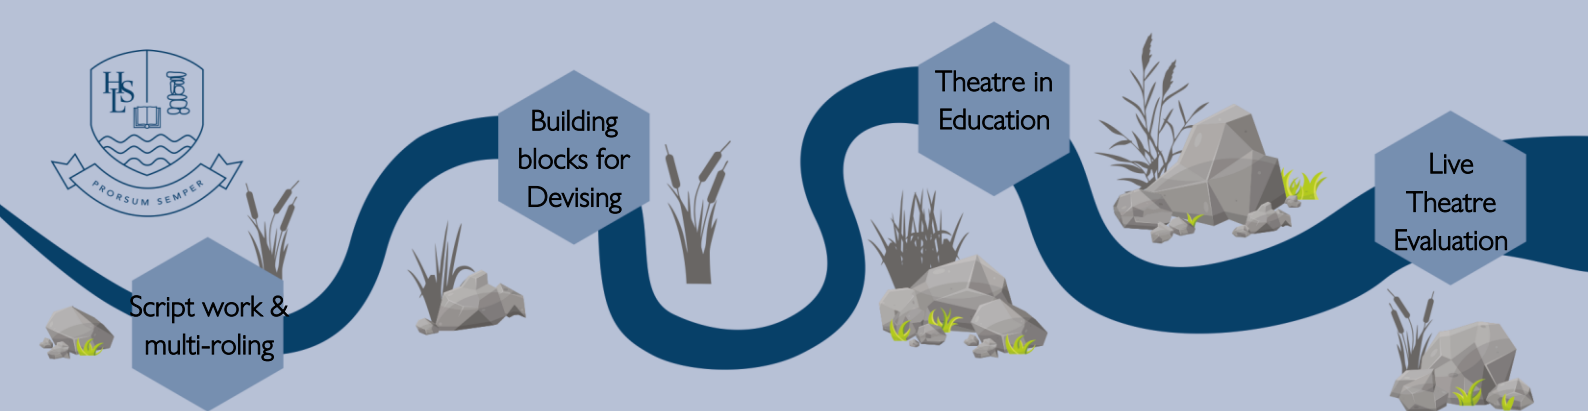 HLS
PRORSUM SEMPER
Script work &
multi-roling
Building
blocks for
Devising
Theatre in
Education
Live
Theatre
Evaluation